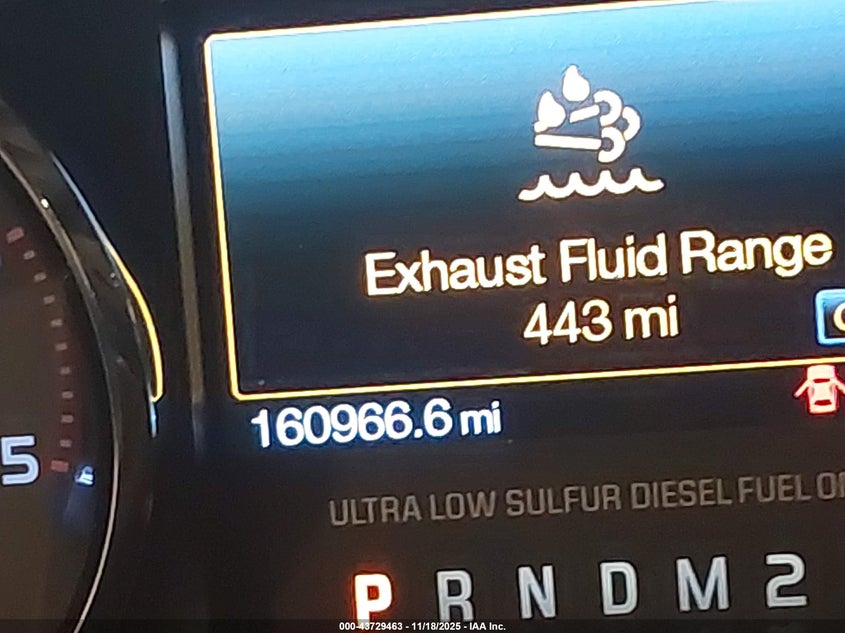 Exhaust Fluid Range
443 mi
160966.6 mi
5
ULTRA LOW SULFUR DIESEL FUEL
P R N D M 2
000-43729463 - 11/18/2025 - IAA Inc.